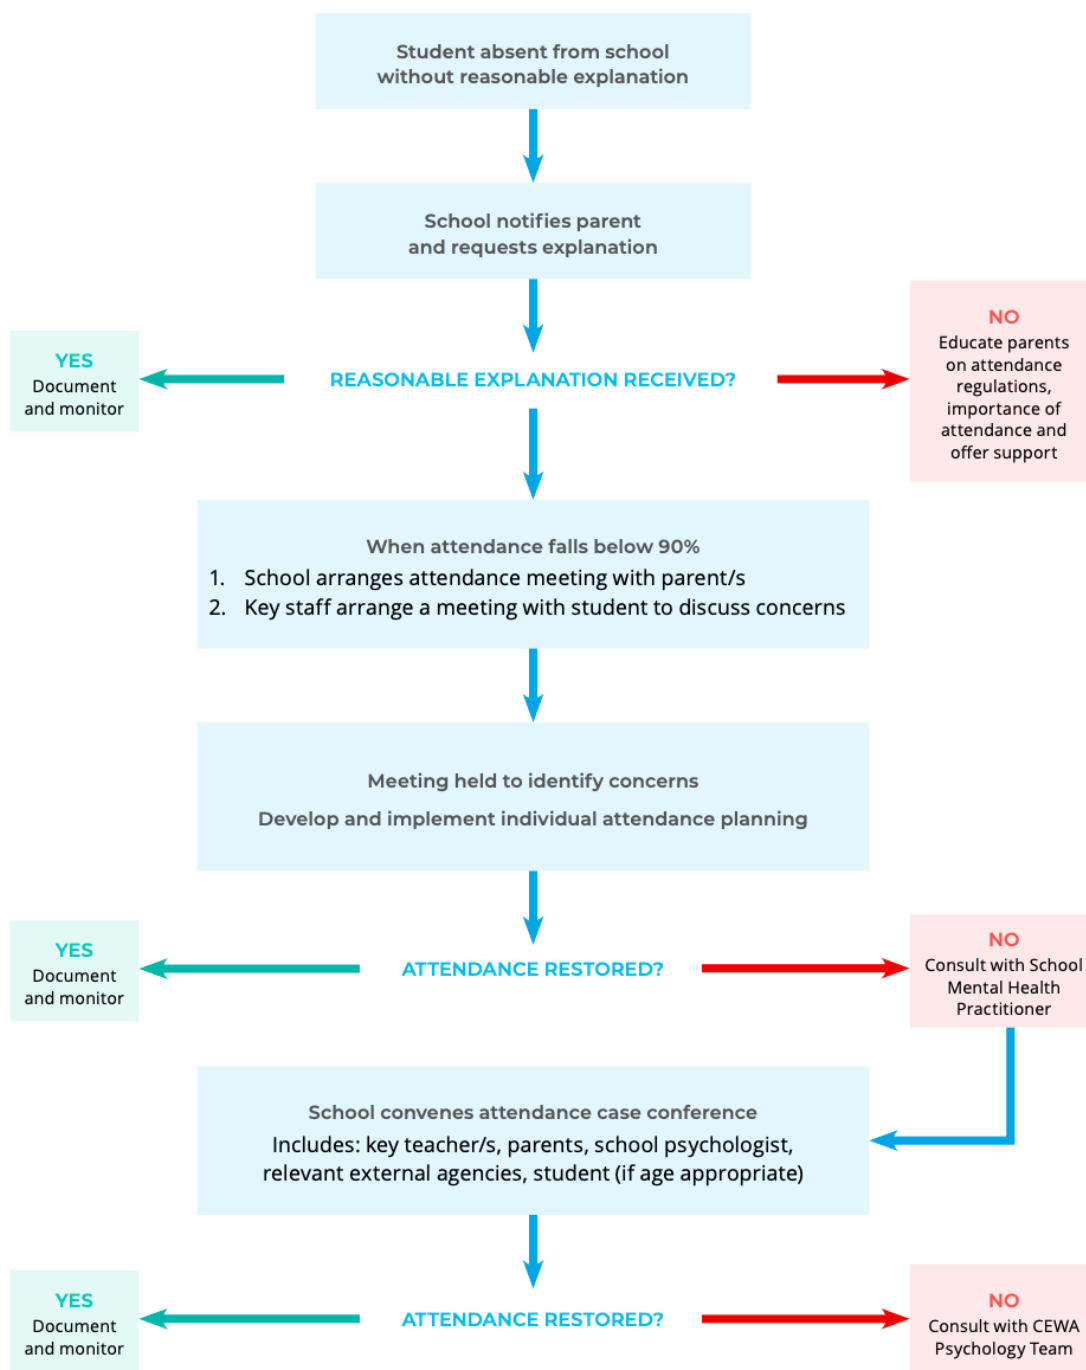 Student absent from school
without reasonable explanation
School notifies parent
and requests explanation
YES
Document
and monitor
REASONABLE EXPLANATION RECEIVED?
NO
Educate parents
on attendance
regulations,
importance of
attendance and
offer support
When attendance falls below 90%
1. School arranges attendance meeting with parent/s
2. Key staff arrange a meeting with student to discuss concerns
Meeting held to identify concerns
Develop and implement individual attendance planning
YES
Document
and monitor
ATTENDANCE RESTORED?
NO
Consult with School
Mental Health
Practitioner
School convenes attendance case conference
Includes: key teacher/s, parents, school psychologist,
relevant external agencies, student (if age appropriate)
YES
Document
and monitor
ATTENDANCE RESTORED?
NO
Consult with CEWA
Psychology Team